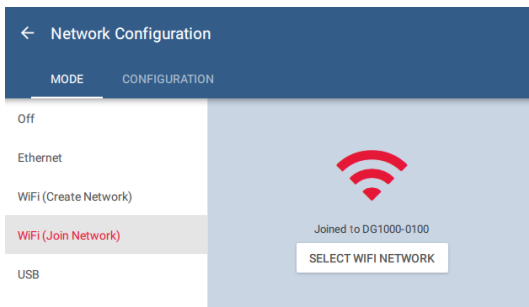 Network Configuration
MODE
CONFIGURATION
Off
Ethernet
WiFi (Create Network)
WiFi (Join Network)
USB
Joined to DG1000-0100
SELECT WIFI NETWORK